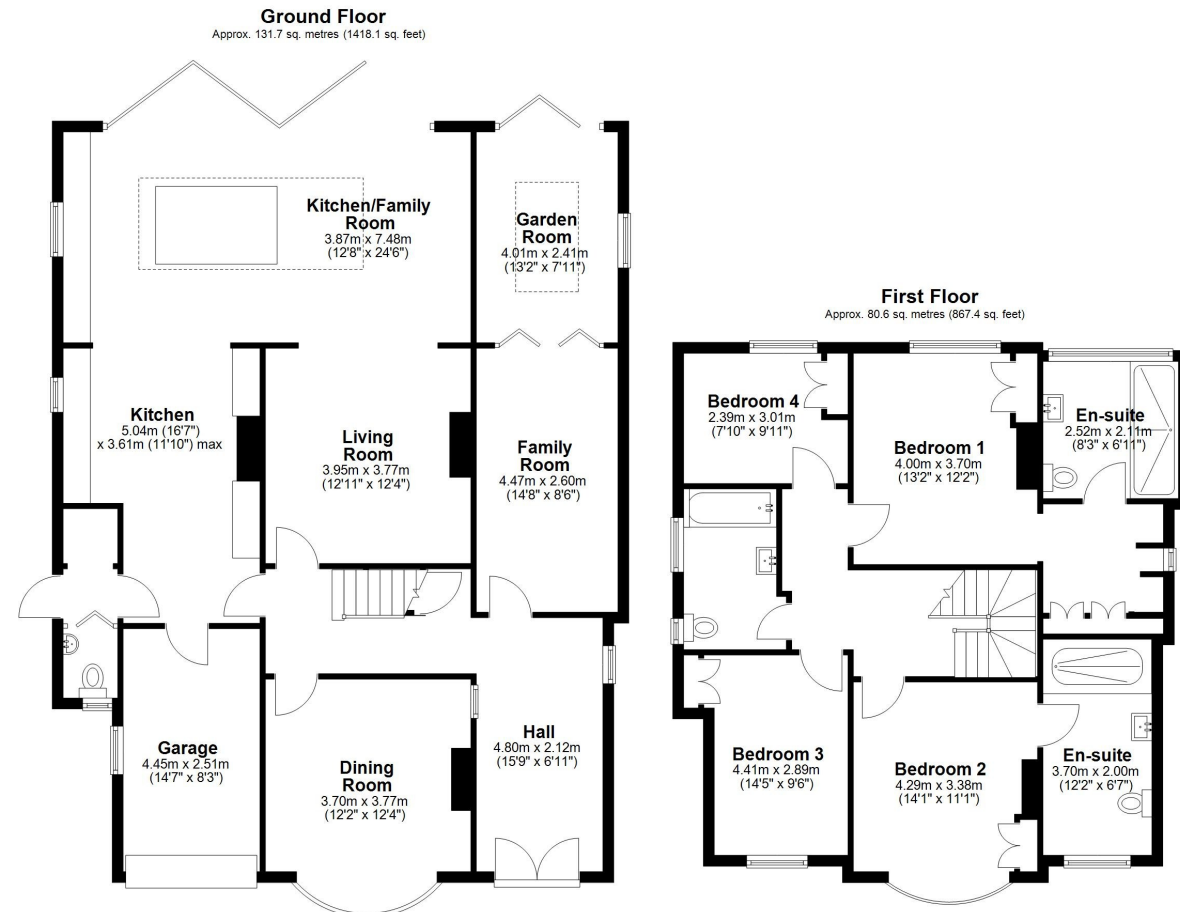 Ground Floor
Approx. 131.7 sq. metres (1418.1 sq. feet)
Kitchen/Family
Room
3.87m x 7.48m
(12'8" x 24'6")
Garden
Room
4.01m x 2.41m
(13'2" x 7'11")
Kitchen
5.04m (16'7")
x 3.61m (11'10") max
Living
Room
3.95m x 3.77m
(12'11" x 12'4")
Family
Room
4.47m x 2.60m
(14'8" x 8'6")
Garage
4.45m x 2.51m
(14'7" x 8'3")
Dining
Room
3.70m x 3.77m
(12'2" x 12'4")
Hall
4.80m x 2.12m
(15'9" x 6'11")
First Floor
Approx. 80.6 sq. metres (867.4 sq. feet)
Bedroom 4
2.39m x 3.01m
(7'10" x 9'11")
Bedroom 1
4.00m x 3.70m
(13'2" x 12'2")
En-suite
2.52m x 2.11m
(8'3" x 6'11")
Bedroom 3
4.41m x 2.89m
(14'5" x 9'6")
Bedroom 2
4.29m x 3.38m
(14'1" x 11'1")
En-suite
3.70m x 2.00m
(12'2" x 6'7")